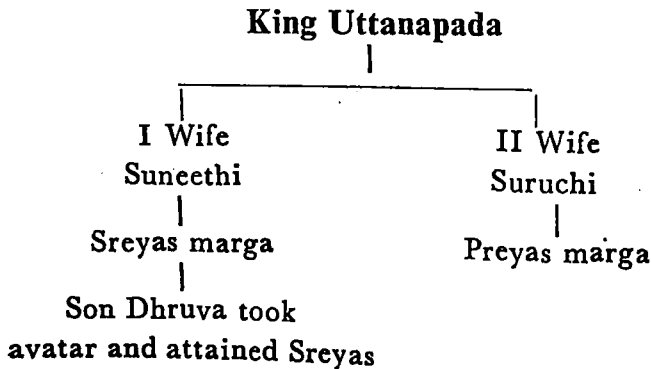 King Uttanapada
I Wife
Suneethi
II Wife
Suruchi
Sreyas marga
Preyas marga
Son Dhruva took
avatar and attained Sreyas